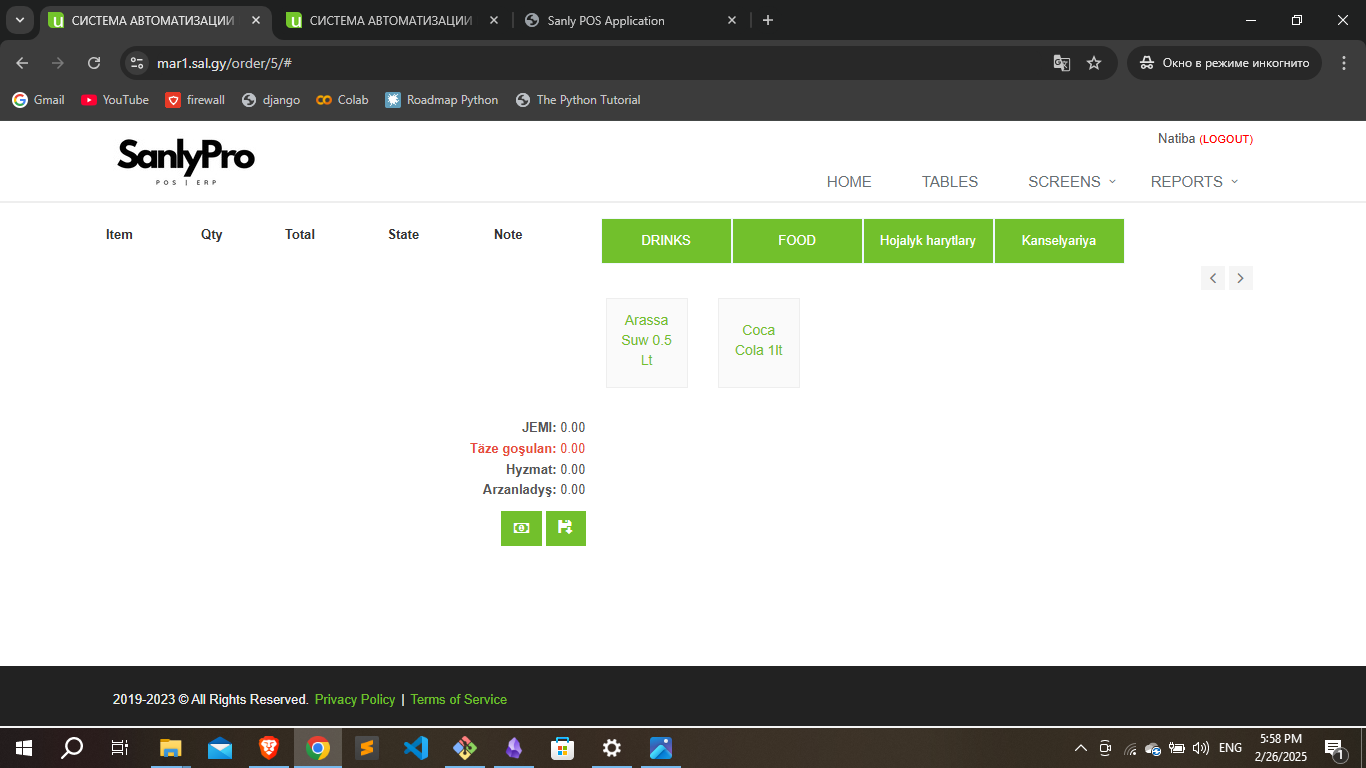 СИСТЕМА АВТОМАТИЗАЦИИ
СИСТЕМА АВТОМАТИЗАЦИИ
Sanly POS Application
mar1.sal.gy/order/5/#
Окно в режиме инкогнито
Gmail
YouTube
firewall
django
Colab
Roadmap Python
The Python Tutorial
SanlyPro
POS | ERP
Natiba (LOGOUT)
HOME
TABLES
SCREENS
REPORTS
Item
Qty
Total
State
Note
DRINKS
FOOD
Hojalyk harytlary
Kanselyariya
Arassa
Suw 0.5
Lt
Coca
Cola 1lt
JEMI: 0.00
Täze goşulan: 0.00
Hyzmat: 0.00
Arzanladyş: 0.00
2019-2023 © All Rights Reserved. Privacy Policy | Terms of Service
ENG
5:58 PM
2/26/2025
1